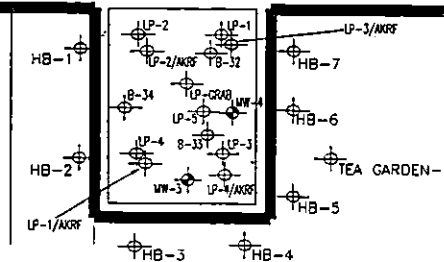 LP-2
LP-1
LP-3/AKRF
HB-1
LP-2/AKRF
B-32
HB-7
LP-GRAB
B-34
LP-5
MW-4
HB-6
B-33
LP-4
LP-3
HB-2
TEA GARDEN-
MW-3
LP-4/AKRF
HB-5
LP-1/AKRF
HB-3
HB-4